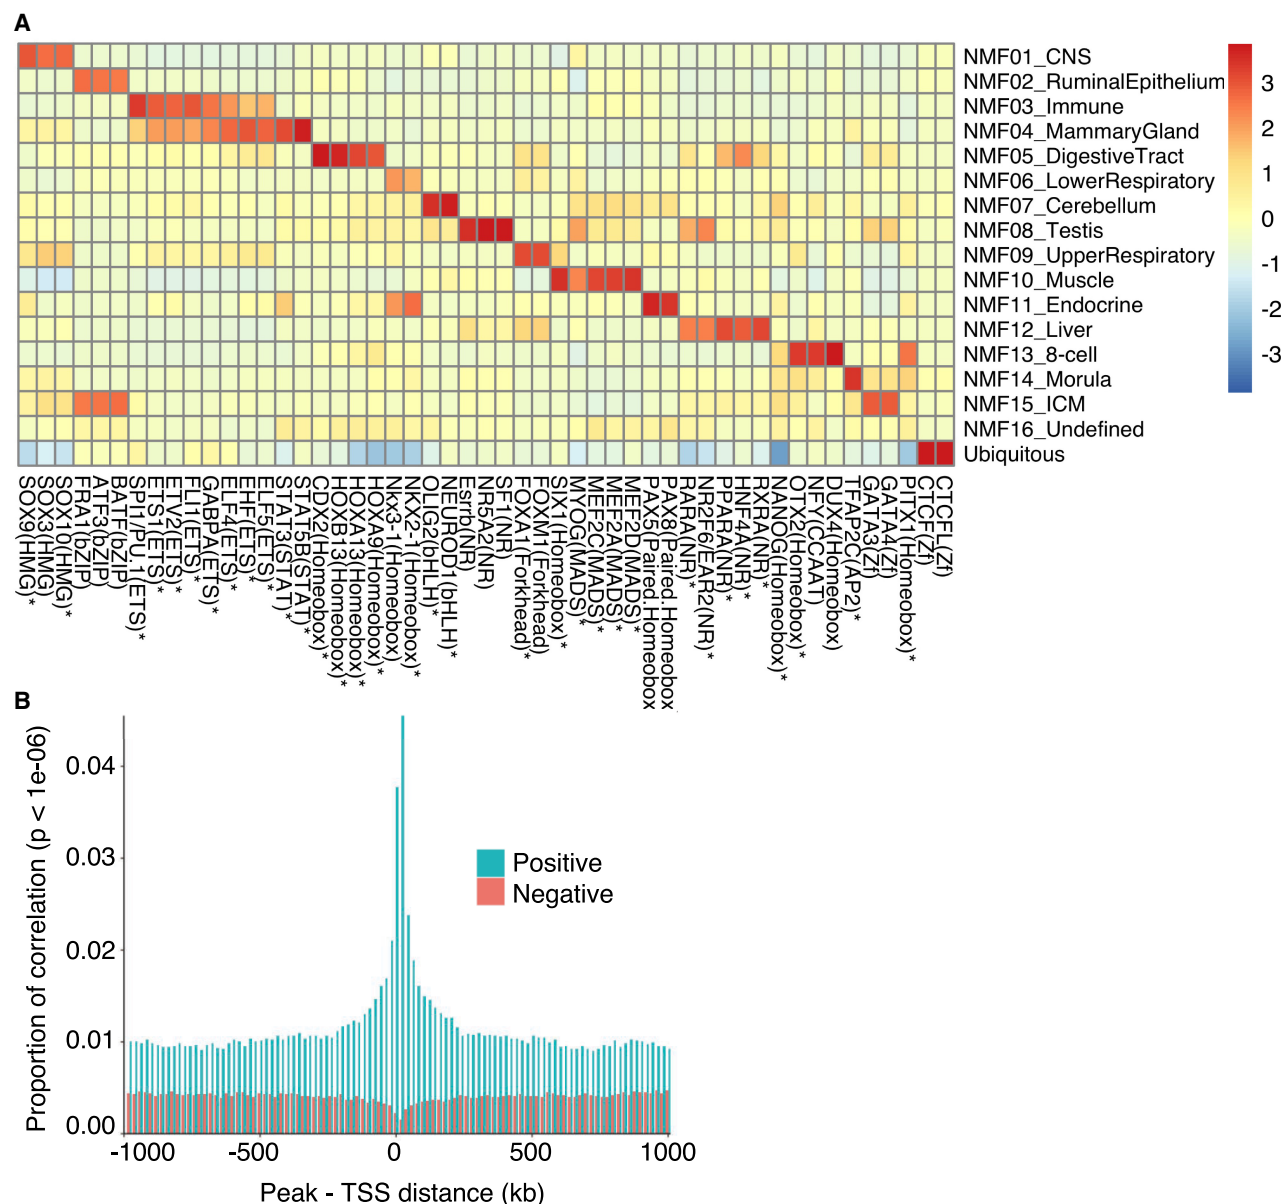 A
NMF01_CNS
NMF02_RuminalEpithelium
NMF03_Immune
NMF04_MammaryGland
NMF05_DigestiveTract
NMF06_LowerRespiratory
NMF07_Cerebellum
NMF08_Testis
NMF09_UpperRespiratory
NMF10_Muscle
NMF11_Endocrine
NMF12_Liver
NMF13_8-cell
NMF14_Morula
NMF15_ICM
NMF16_Undefined
Ubiquitous
3
2
1
0
-1
-2
-3
SOX9(HMG)*
SOX3(HMG)
SOX10(HMG)*
FRA1(bZIP)
ATF3(bZIP)
BATF(bZIP)
SPI1/PU.1(ETS)*
ETS1(ETS)*
ETV2(ETS)*
FLI1(ETS)*
GABPA(ETS)*
ELF4(ETS)*
EHF(ETS)*
ELF5(ETS)*
STAT3(STAT)*
STAT5B(STAT)*
CDX2(Homeobox)*
HOXB13(Homeobox)*
HOXA13(Homeobox)*
HOXA9(Homeobox)*
Nkx3-1(Homeobox)
NKX2-1(Homeobox)*
OLIG2(bHLH)*
NEUROD1(bHLH)*
Esrrb(NR)
NR5A2(NR)
SF1(NR)
FOXA1(Forkhead)*
FOXM1(Forkhead)
SIX1(Homeobox)*
MYOG(MADS)*
MEF2C(MADS)*
MEF2A(MADS)*
MEF2D(MADS)*
PAX5(Paired.Homeobox
PAX8(Paired.Homeobox
RARA(NR)*
NR2F6/EAR2(NR)*
PPARA(NR)*
HNF4A(NR)*
RXRA(NR)*
NANOG(Homeobox)*
OTX2(Homeobox)*
NFY(CCAAT)
DUX4(Homeobox)
TFAP2C(AP2)*
GATA3(Zf)
GATA4(Zf)
PITX1(Homeobox)*
CTCF(Zf)
CTCFL(Zf)
B
Proportion of correlation (p < 1e-06)
0.04
0.03
0.02
0.01
0.00
Positive
Negative
-1000
-500
0
500
1000
Peak - TSS distance (kb)